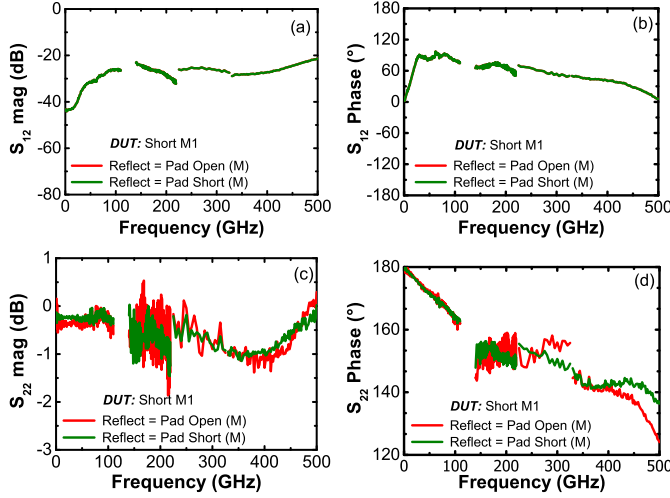 (a)
S12 mag (dB)
0
-20
-40
-60
-80
DUT: Short M1
Reflect = Pad Open (M)
Reflect = Pad Short (M)
0 100 200 300 400 500
Frequency (GHz)
(b)
S12 Phase (°)
180
120
60
0
-60
-120
-180
DUT: Short M1
Reflect = Pad Open (M)
Reflect = Pad Short (M)
0 100 200 300 400 500
Frequency (GHz)
(c)
S22 mag (dB)
1
0
-1
-2
-3
DUT: Short M1
Reflect = Pad Open (M)
Reflect = Pad Short (M)
0 100 200 300 400 500
Frequency (GHz)
(d)
S22 Phase (°)
180
160
140
120
DUT: Short M1
Reflect = Pad Open (M)
Reflect = Pad Short (M)
0 100 200 300 400 500
Frequency (GHz)